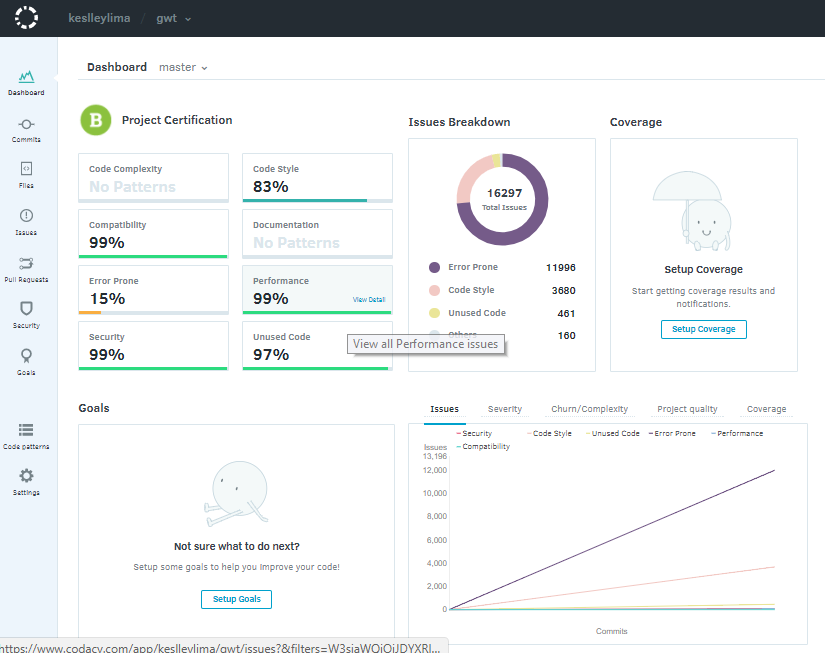 keslleylima / gwt
Dashboard master
Dashboard
Commits
Files
Issues
Pull Requests
Security
Goals
Code patterns
Settings
B Project Certification
Code Complexity
No Patterns
Code Style
83%
Compatibility
99%
Documentation
No Patterns
Error Prone
15%
Performance
99%
View Detail
Security
99%
Unused Code
97%
View all Performance issues
Issues Breakdown
16297
Total Issues
Error Prone 11996
Code Style 3680
Unused Code 461
Others 160
Coverage
Setup Coverage
Start getting coverage results and
notifications.
Setup Coverage
Goals
Not sure what to do next?
Setup some goals to help you improve your code!
Setup Goals
Issues Severity Churn/Complexity Project quality Coverage
Security Code Style Unused Code Error Prone Performance
Compatibility
Issues
13,196
12,000
10,000
8,000
6,000
4,000
2,000
0
Commits
https://www.codacy.com/app/keslleylima/gwt/issues?&filters=W3siaWQiOiJDYXRl...